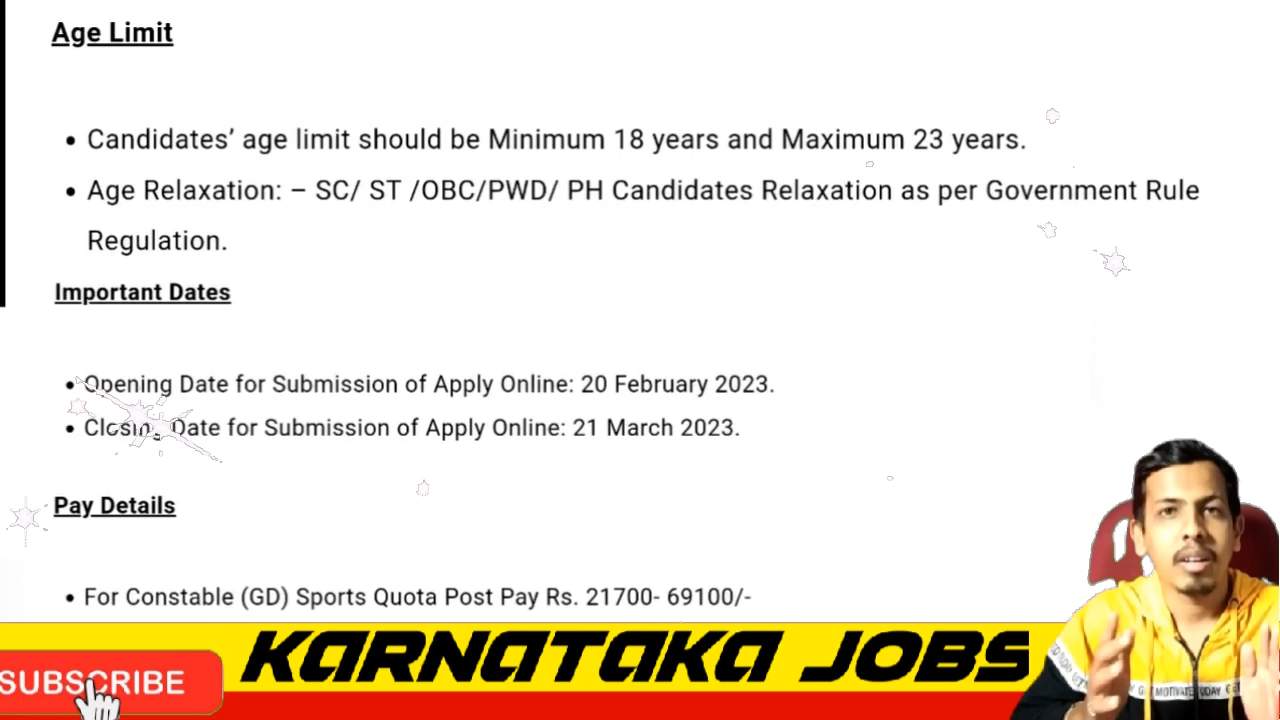 Age Limit
Candidates’ age limit should be Minimum 18 years and Maximum 23 years.
Age Relaxation: – SC/ ST /OBC/PWD/ PH Candidates Relaxation as per Government Rule
Regulation.
Important Dates
Opening Date for Submission of Apply Online: 20 February 2023.
Closing Date for Submission of Apply Online: 21 March 2023.
Pay Details
For Constable (GD) Sports Quota Post Pay Rs. 21700- 69100/-
KARNATAKA JOBS
SUBSCRIBE
MOTIVATE